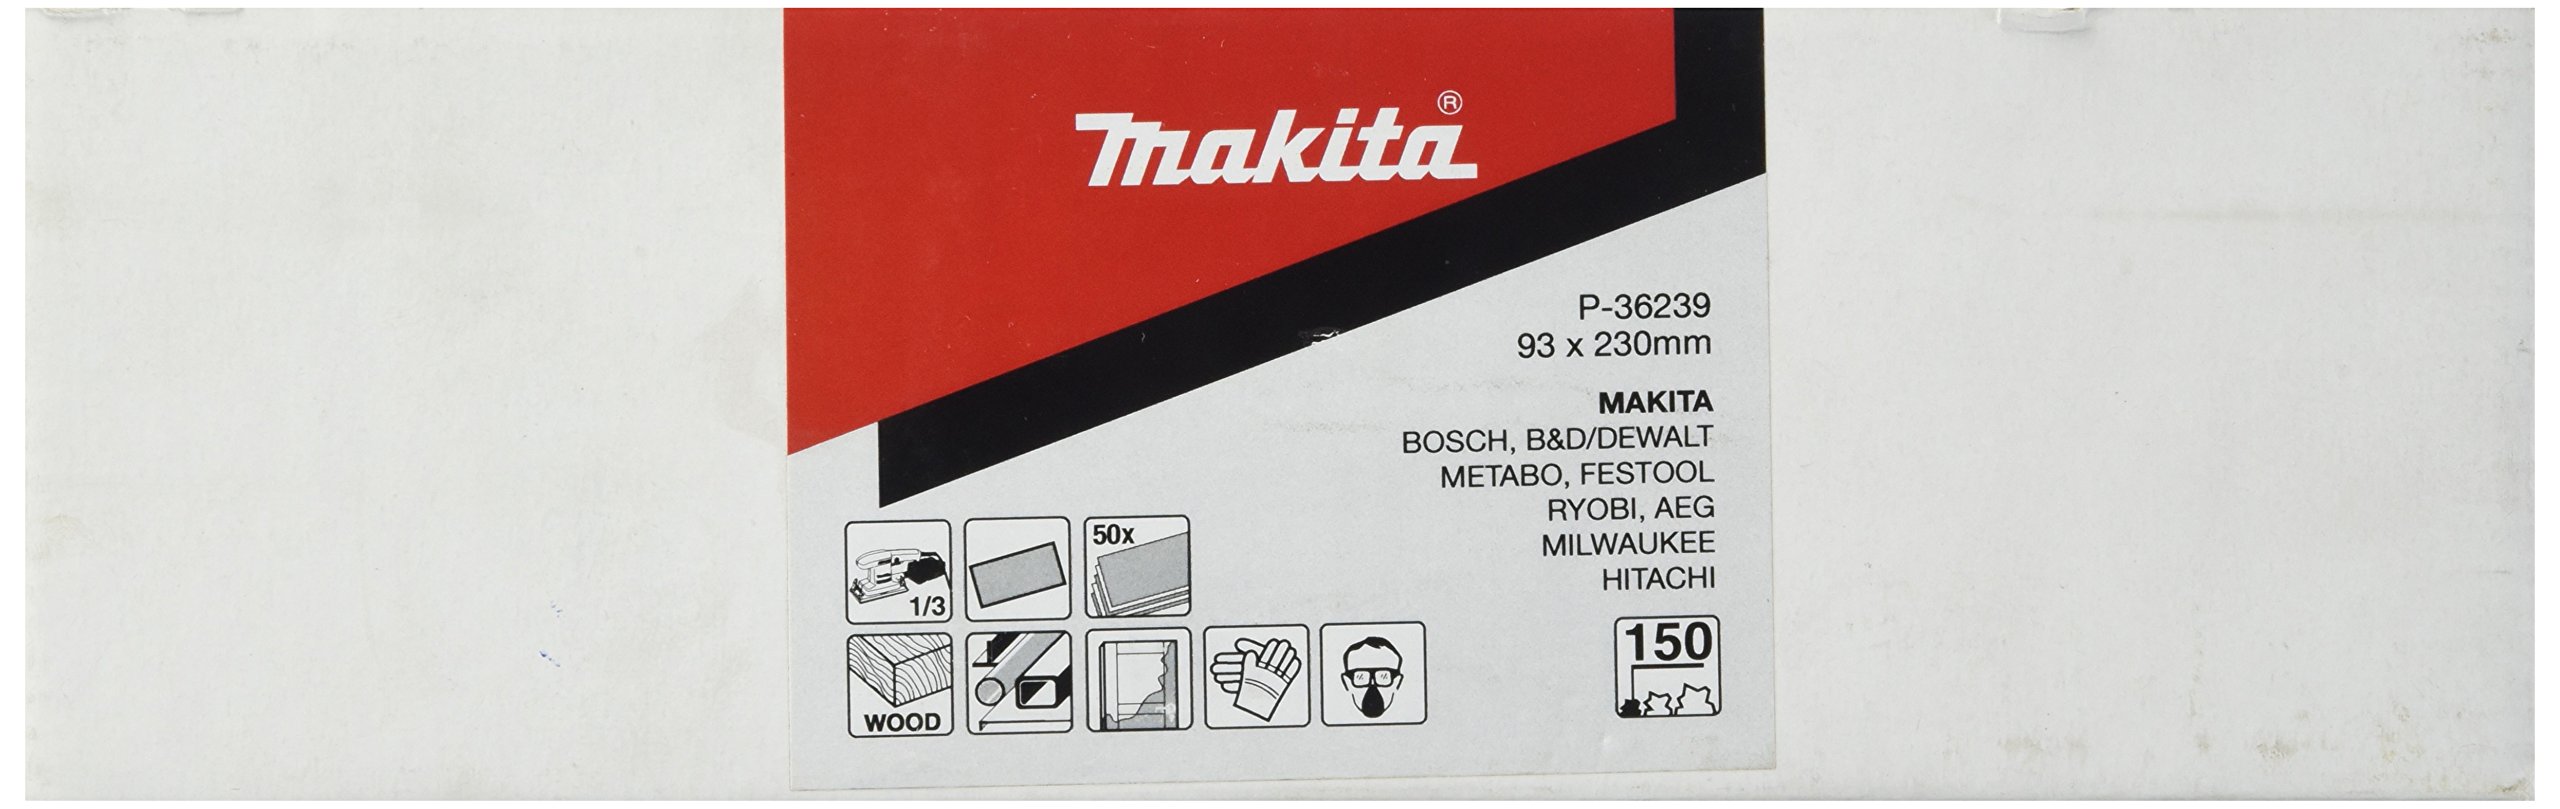 makita®
P-36239
93 x 230mm
MAKITA
BOSCH, B&D/DEWALT
METABO, FESTOOL
RYOBI, AEG
MILWAUKEE
HITACHI
50x
1/3
150
WOOD